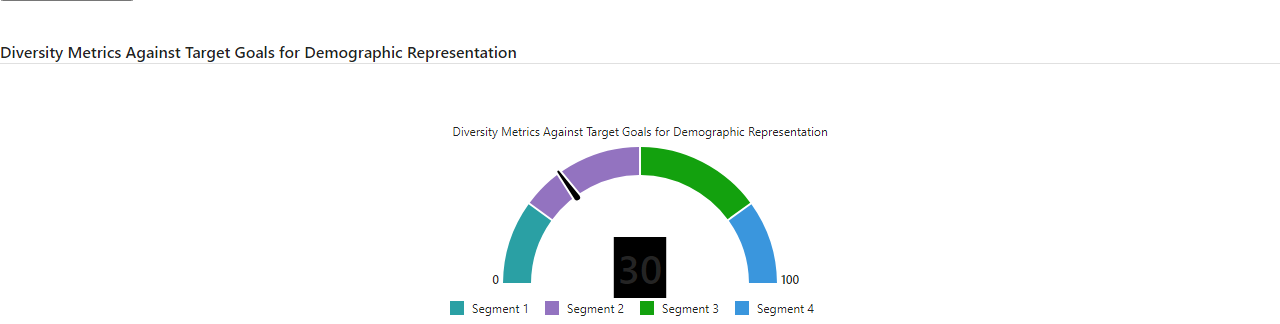 Diversity Metrics Against Target Goals for Demographic Representation
Diversity Metrics Against Target Goals for Demographic Representation
0
30
100
Segment 1
Segment 2
Segment 3
Segment 4